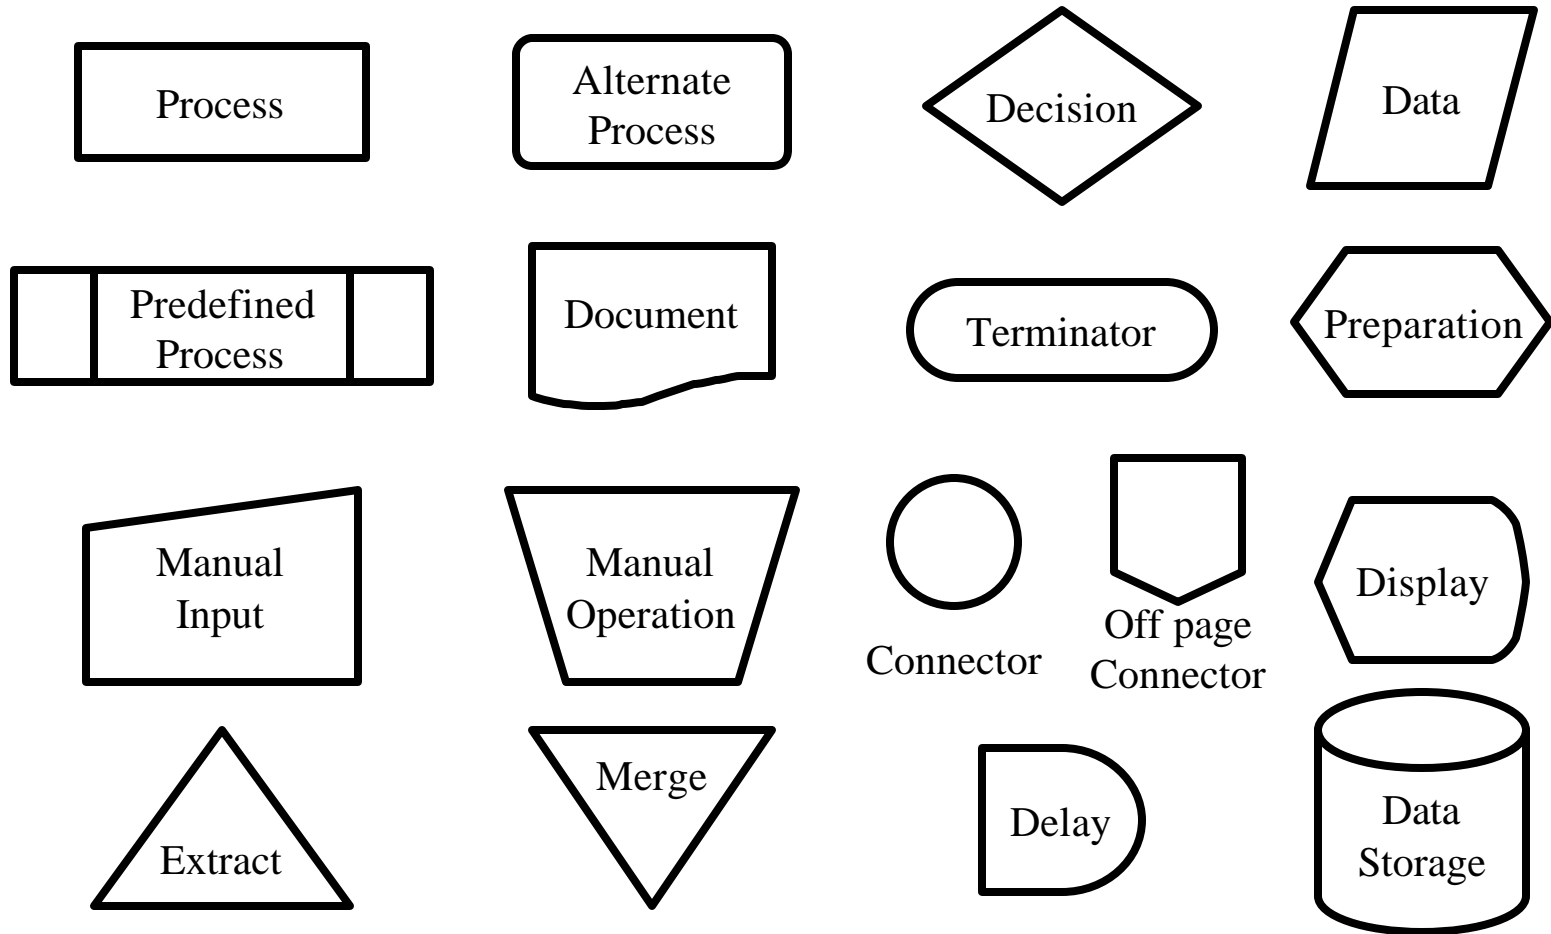 Process
Alternate
Process
Decision
Data
Predefined
Process
Document
Terminator
Preparation
Manual
Input
Manual
Operation
Connector
Off page
Connector
Display
Extract
Merge
Delay
Data
Storage